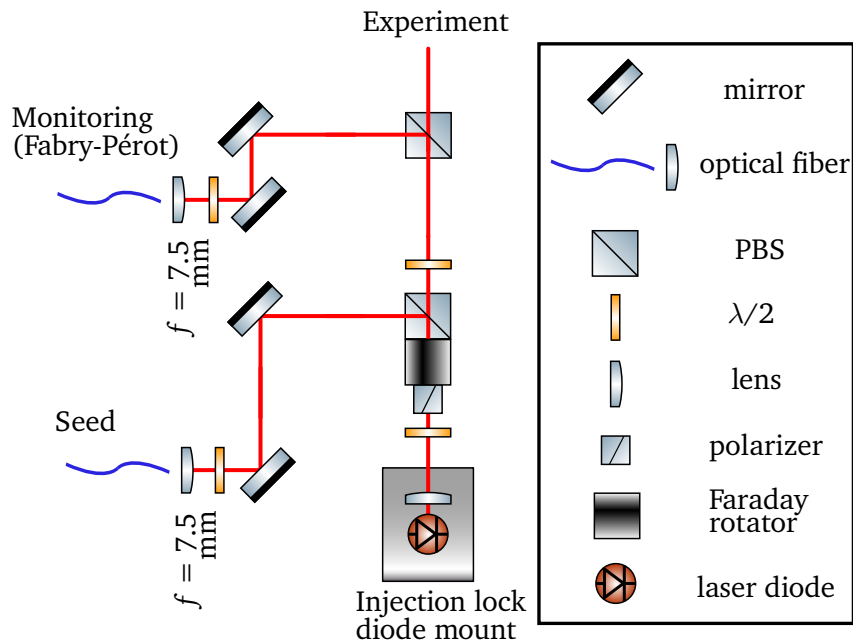 Experiment
Monitoring
(Fabry-Pérot)
f = 7.5
mm
Seed
f = 7.5
mm
Injection lock
diode mount
mirror
optical fiber
PBS
λ/2
lens
polarizer
Faraday
rotator
laser diode